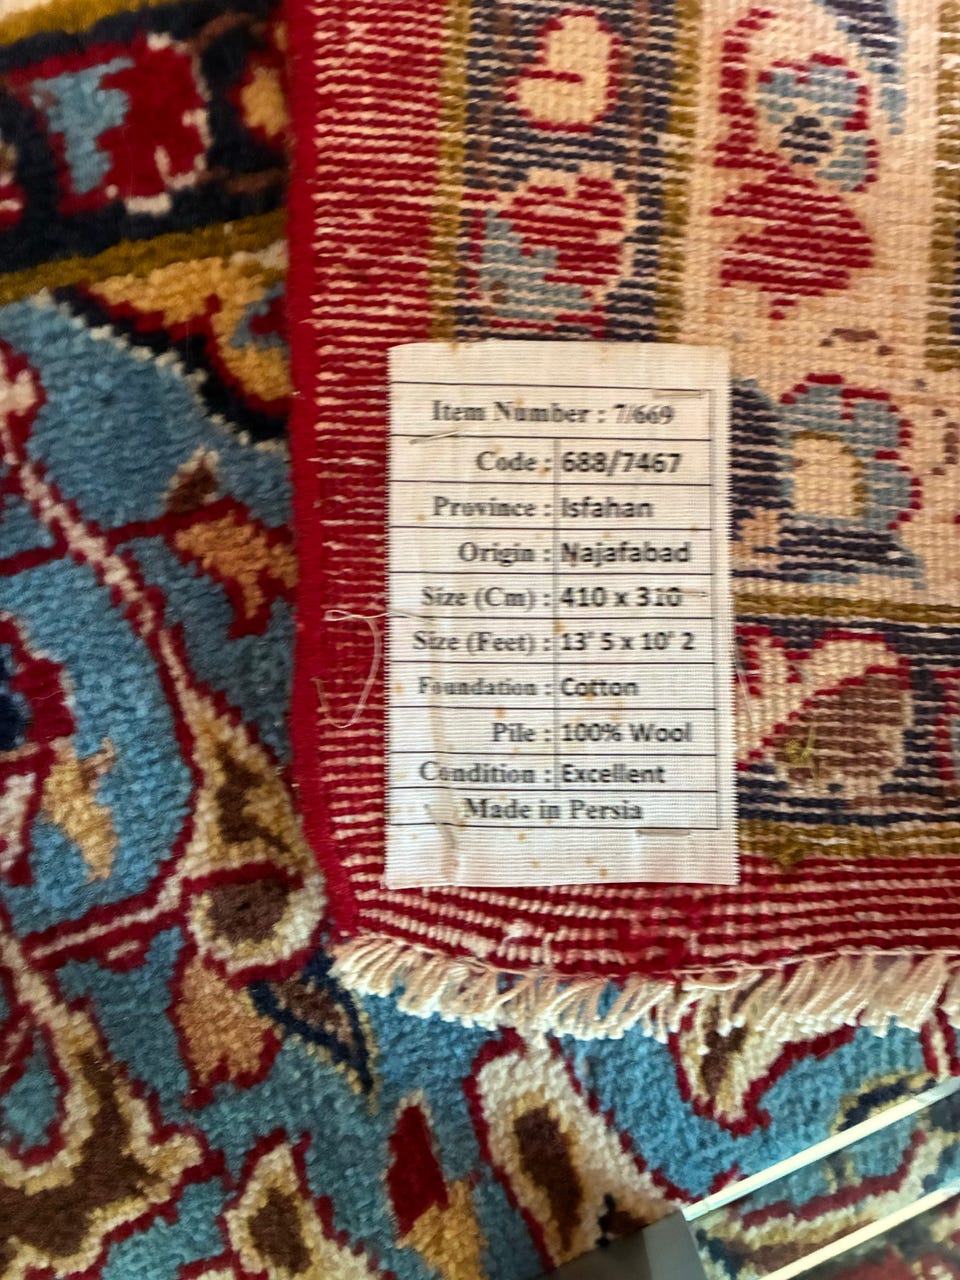 Item Number : 7/669
Code : 688/7467
Province : Isfahan
Origin : Najafabad
Size (Cm) : 410 x 310
Size (Feet) : 13' 5 x 10' 2
Foundation : Cotton
Pile : 100% Wool
Condition : Excellent
Made in Persia